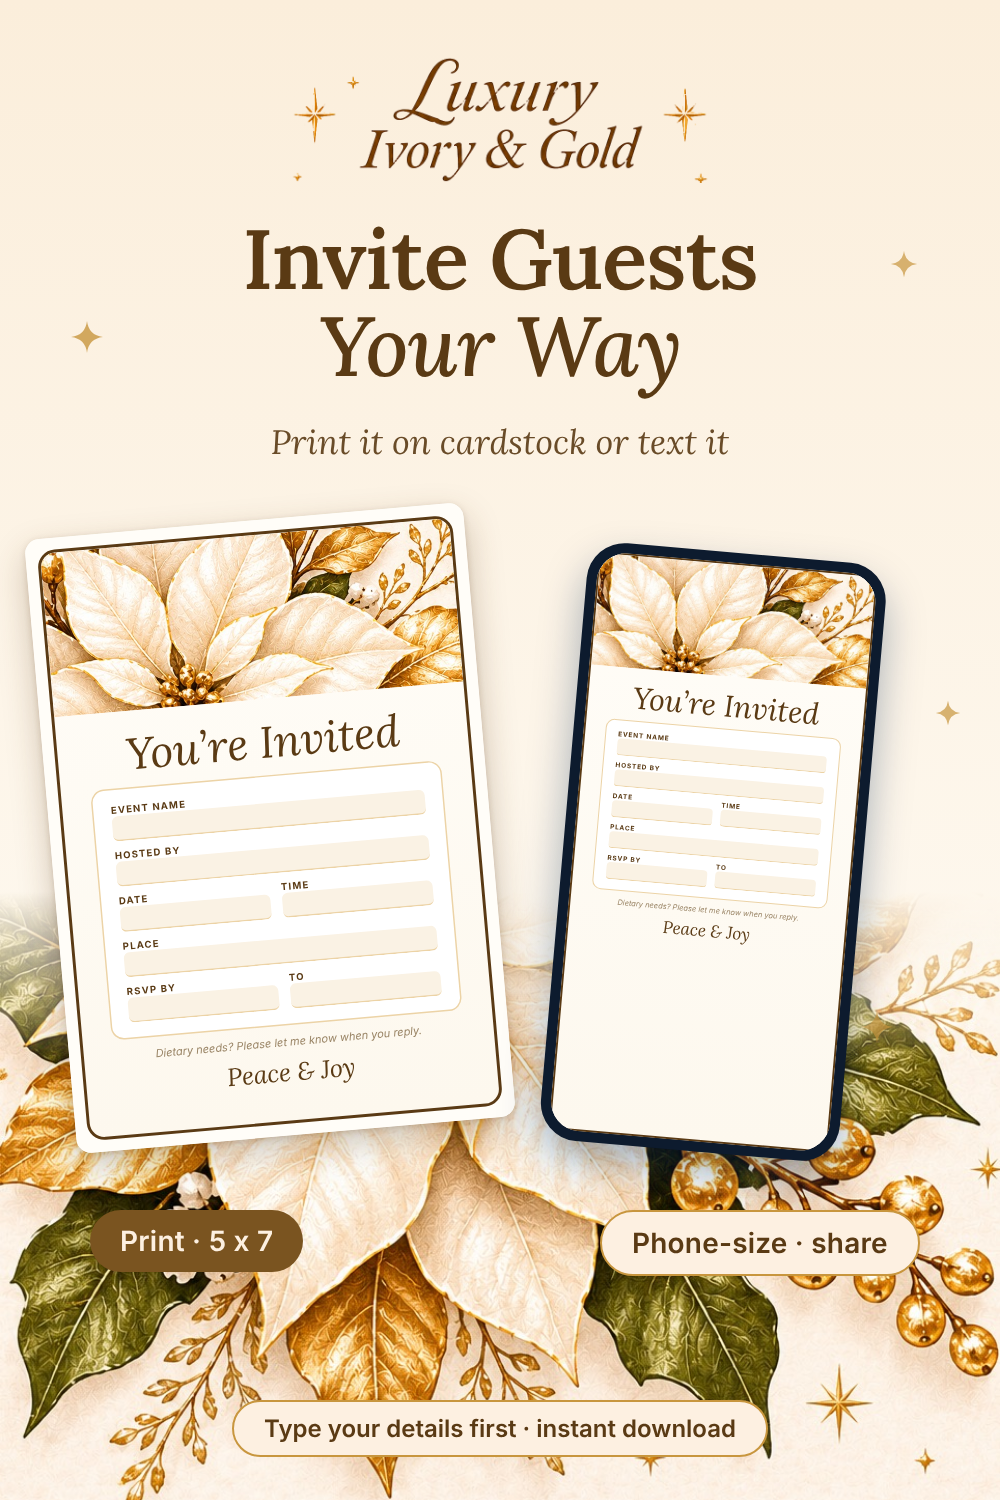 Luxury
Ivory & Gold
Invite Guests
Your Way
Print it on cardstock or text it
You’re Invited
EVENT NAME
HOSTED BY
DATE
TIME
PLACE
RSVP BY
TO
Dietary needs? Please let me know when you reply.
Peace & Joy
You’re Invited
EVENT NAME
HOSTED BY
DATE
TIME
PLACE
RSVP BY
TO
Dietary needs? Please let me know when you reply.
Peace & Joy
Print · 5 x 7
Phone-size · share
Type your details first · instant download